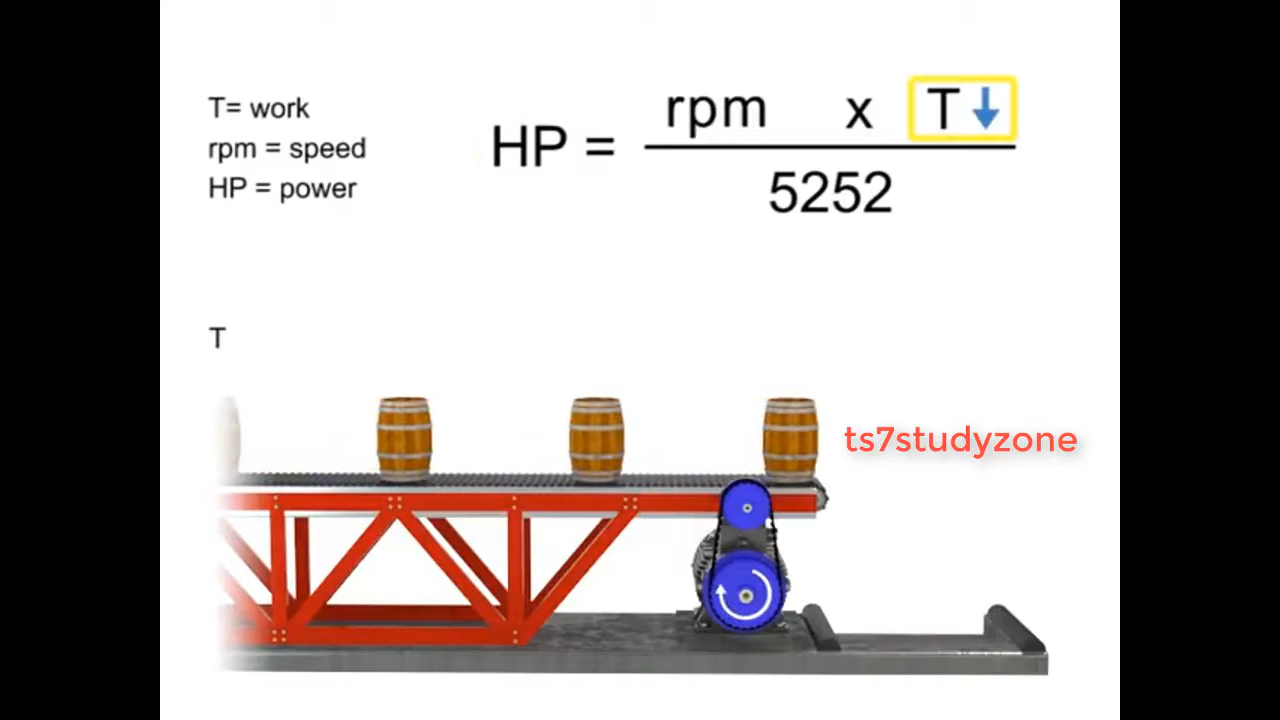 T= work
rpm = speed
HP = power
HP = rpm x T↓
5252
T
ts7studyzone